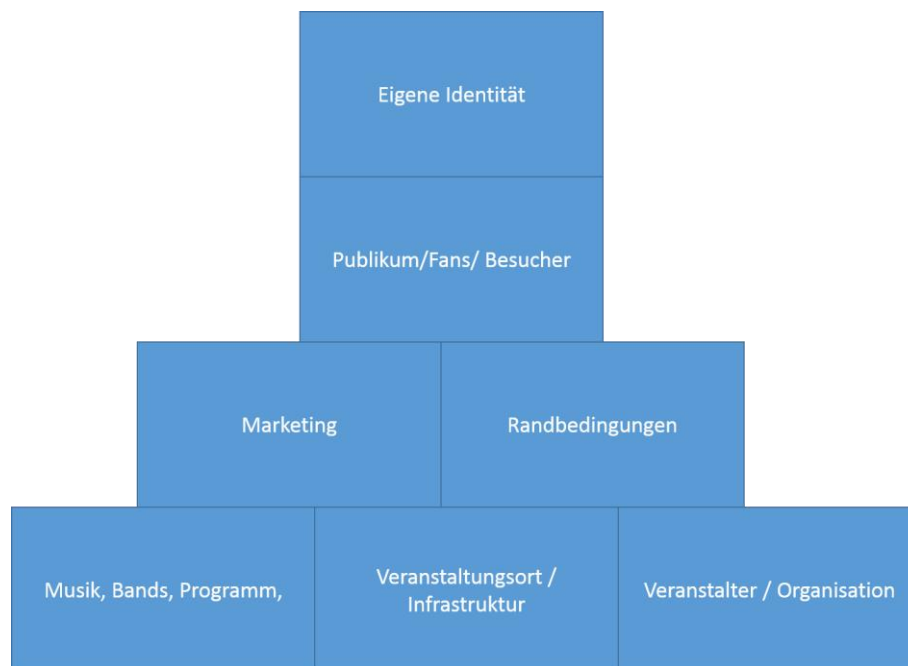 Eigene Identität
Publikum/Fans/ Besucher
Marketing
Randbedingungen
Musik, Bands, Programm,
Veranstaltungsort /
Infrastruktur
Veranstalter / Organisation